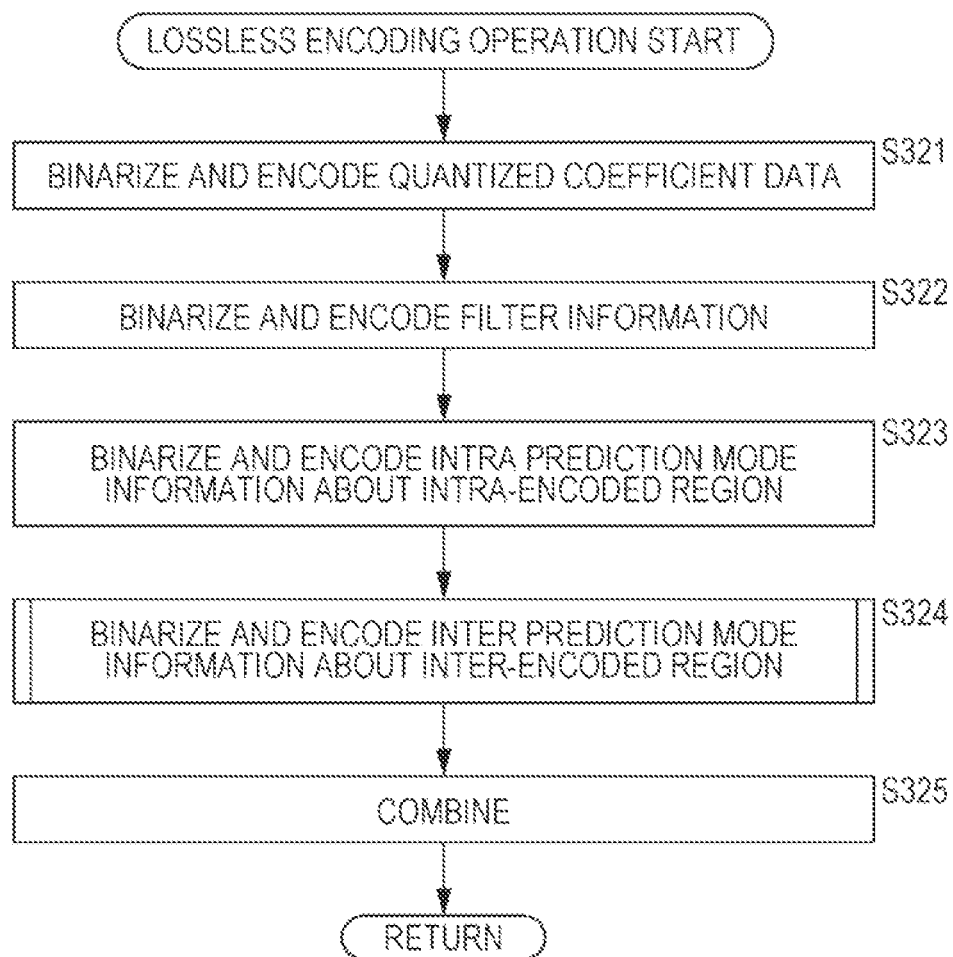 LOSSLESS ENCODING OPERATION START
S321
BINARIZE AND ENCODE QUANTIZED COEFFICIENT DATA
S322
BINARIZE AND ENCODE FILTER INFORMATION
S323
BINARIZE AND ENCODE INTRA PREDICTION MODE
INFORMATION ABOUT INTRA-ENCODED REGION
S324
BINARIZE AND ENCODE INTER PREDICTION MODE
INFORMATION ABOUT INTER-ENCODED REGION
S325
COMBINE
RETURN